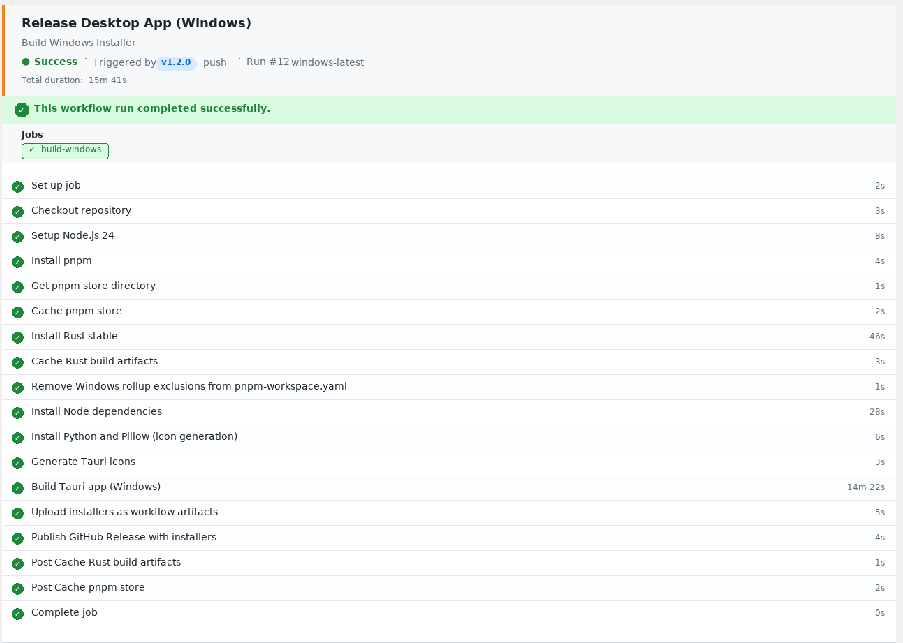 Release Desktop App (Windows)
Build Windows Installer
Success · Triggered by v1.2.0 push · Run #12 windows-latest
Total duration: 15m 41s
✓ This workflow run completed successfully.
Jobs
✓ build-windows
✓ Set up job 2s
✓ Checkout repository 3s
✓ Setup Node.js 24 8s
✓ Install pnpm 4s
✓ Get pnpm store directory 1s
✓ Cache pnpm store 2s
✓ Install Rust stable 46s
✓ Cache Rust build artifacts 3s
✓ Remove Windows rollup exclusions from pnpm-workspace.yaml 1s
✓ Install Node dependencies 28s
✓ Install Python and Pillow (icon generation) 6s
✓ Generate Tauri icons 3s
✓ Build Tauri app (Windows) 14m 22s
✓ Upload installers as workflow artifacts 5s
✓ Publish GitHub Release with installers 4s
✓ Post Cache Rust build artifacts 1s
✓ Post Cache pnpm store 2s
✓ Complete job 0s